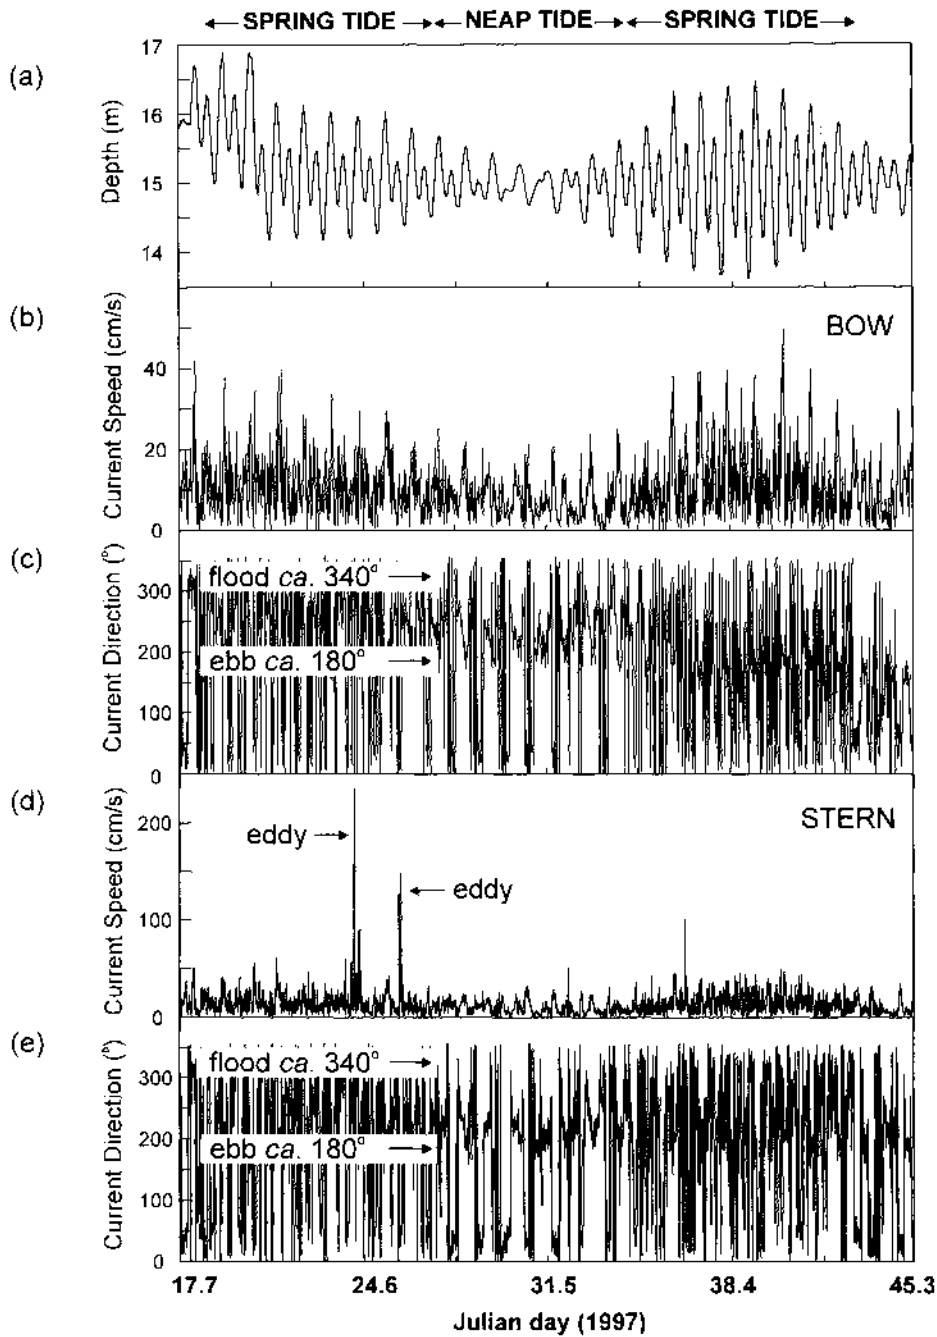 SPRING TIDE NEAP TIDE SPRING TIDE
(a)
Depth (m)
17
16
15
14
(b)
Current Speed (cm/s)
BOW
40
20
0
(c)
Current Direction (°)
300
200
100
0
flood ca. 340°
ebb ca. 180°
(d)
Current Speed (cm/s)
STERN
200
100
0
eddy
eddy
(e)
Current Direction (°)
300
200
100
0
flood ca. 340°
ebb ca. 180°
17.7 24.6 31.5 38.4 45.3
Julian day (1997)